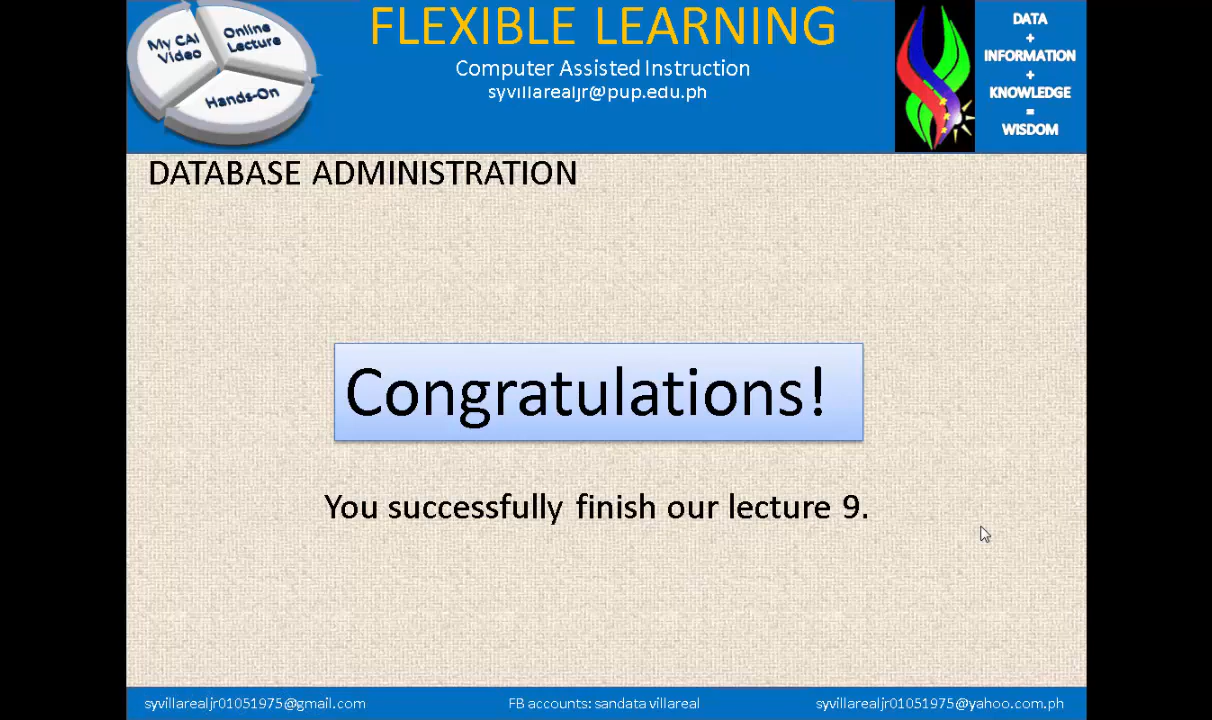 My CAI
Video
Online
Lecture
Hands-On
FLEXIBLE LEARNING
Computer Assisted Instruction
syvillarealjr@pup.edu.ph
DATA
+
INFORMATION
+
KNOWLEDGE
=
WISDOM
DATABASE ADMINISTRATION
Congratulations!
You successfully finish our lecture 9.
syvillarealjr01051975@gmail.com
FB accounts: sandata villareal
syvillarealjr01051975@yahoo.com.ph